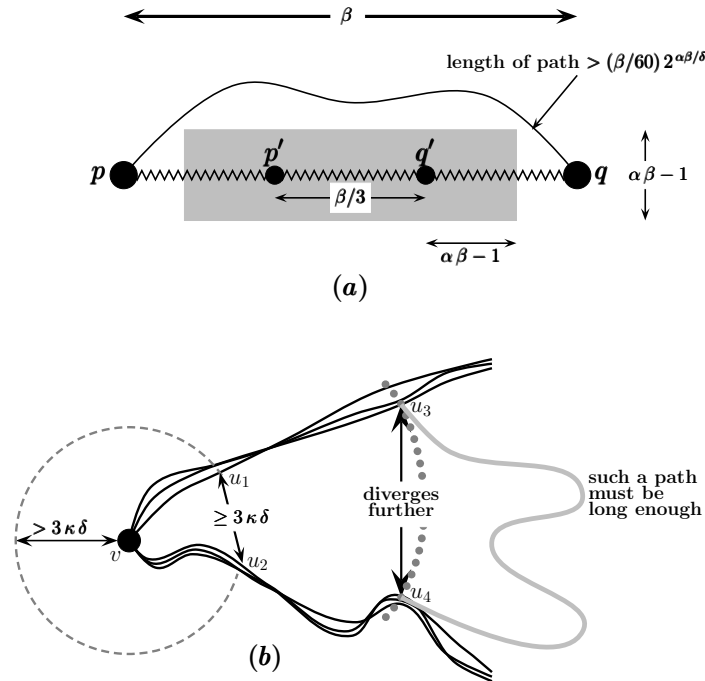 β
length of path > (β/60) 2^{αβ/δ}
p
p′
q′
q
β/3
αβ − 1
αβ − 1
(a)
u₃
u₁
diverges
further
such a path
must be
long enough
> 3κδ
≥ 3κδ
v
u₂
u₄
(b)